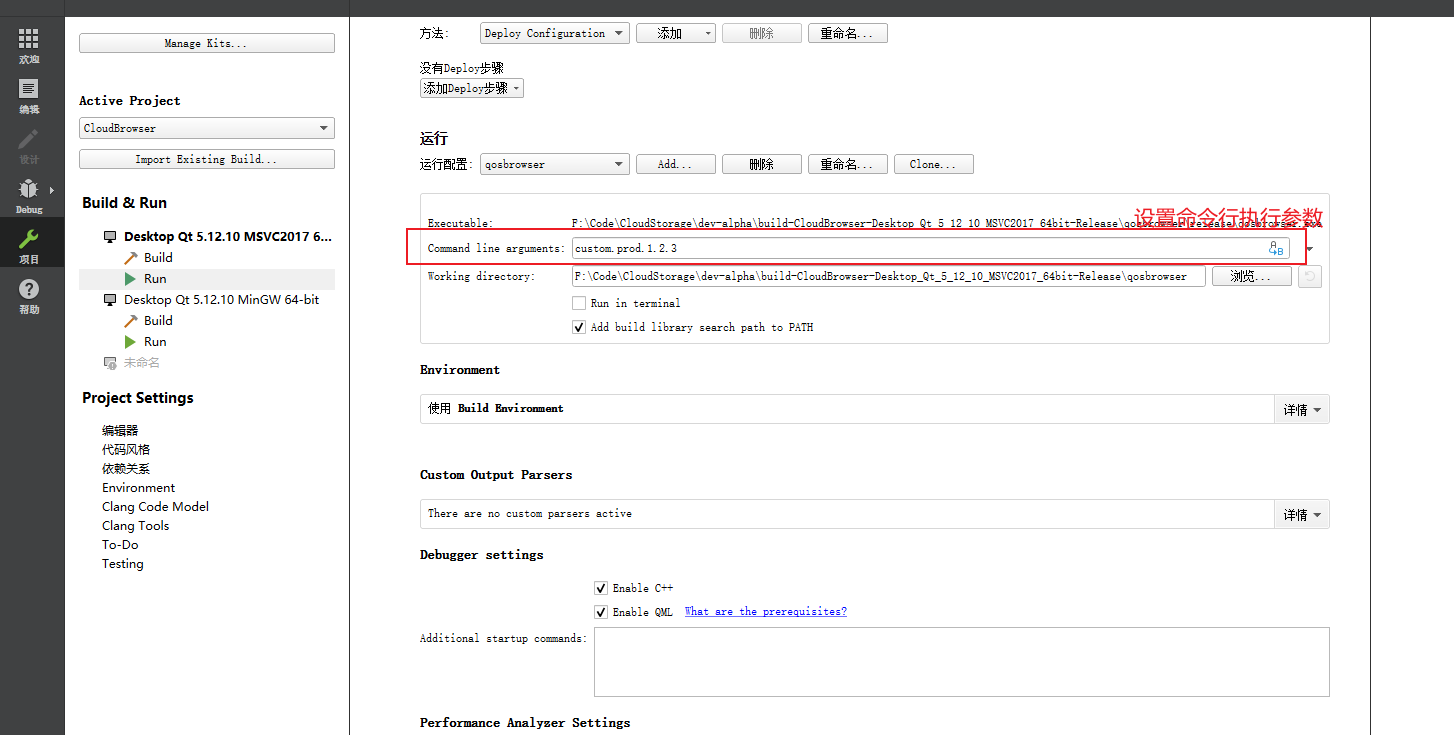 欢迎
编辑
设计
Debug
项目
帮助
Manage Kits...
Active Project
CloudBrowser
Import Existing Build...
Build & Run
Desktop Qt 5.12.10 MSVC2017 6...
Build
Run
Desktop Qt 5.12.10 MinGW 64-bit
Build
Run
未命名
Project Settings
编辑器
代码风格
依赖关系
Environment
Clang Code Model
Clang Tools
To-Do
Testing
方法: Deploy Configuration 添加 删除 重命名...
没有Deploy步骤
添加Deploy步骤
运行
运行配置: qosbrowser Add... 删除 重命名... Clone...
设置命令行执行参数
Executable: F:\Code\CloudStorage\dev-alpha\build-CloudBrowser-Desktop_Qt_5_12_10_MSVC2017_64bit-Release\qosbrowser\release\qosbrowser.exe
Command line arguments: custom.prod.1.2.3
Working directory: F:\Code\CloudStorage\dev-alpha\build-CloudBrowser-Desktop_Qt_5_12_10_MSVC2017_64bit-Release\qosbrowser 浏览...
Run in terminal
Add build library search path to PATH
Environment
使用 Build Environment 详情
Custom Output Parsers
There are no custom parsers active 详情
Debugger settings
Enable C++
Enable QML What are the prerequisites?
Additional startup commands:
Performance Analyzer Settings